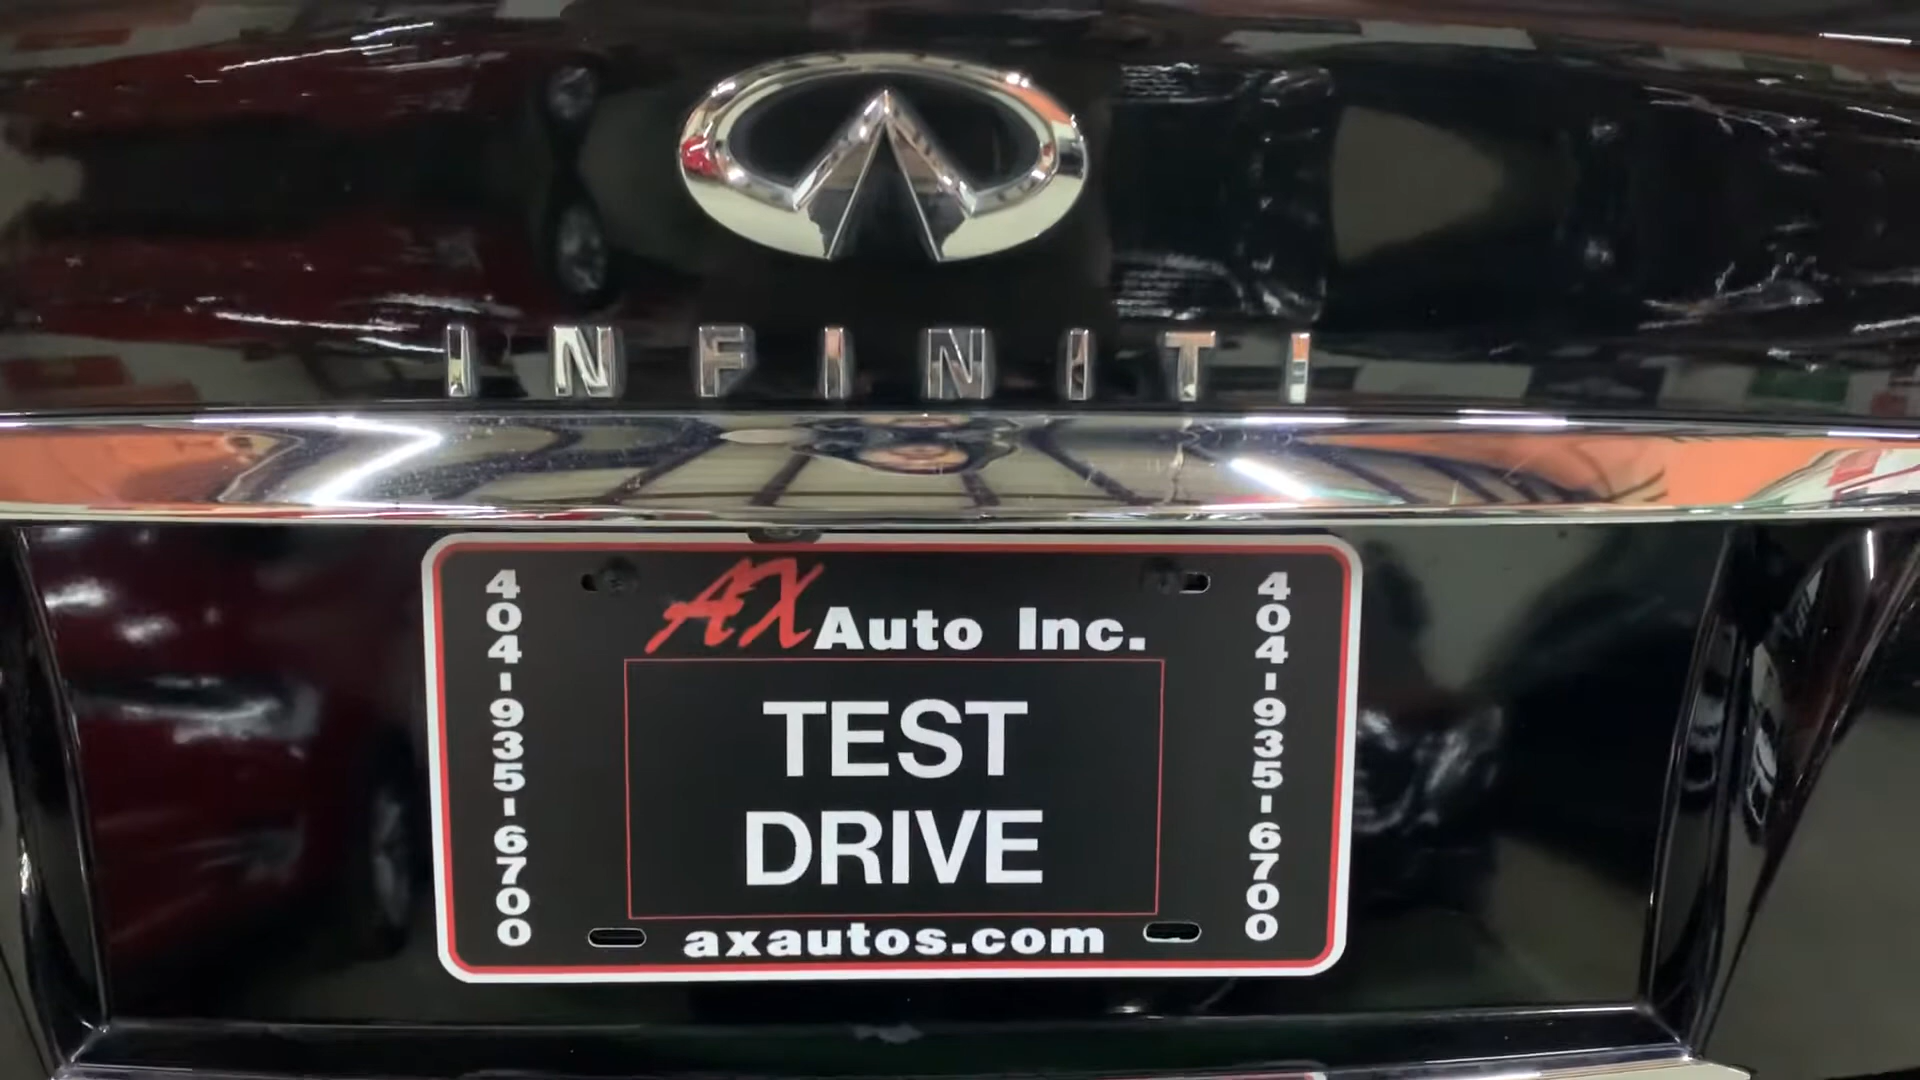 INFINITI
AX Auto Inc.
404-935-6700
TEST
DRIVE
404-935-6700
axautos.com